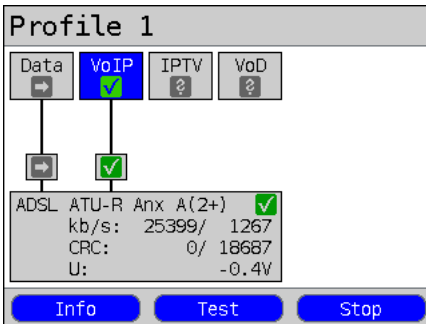 Profile 1
Data VoIP IPTV VoD
? ?
ADSL ATU-R Anx A(2+)
kb/s: 25399/ 1267
CRC: 0/ 18687
U: -0.4V
Info Test Stop